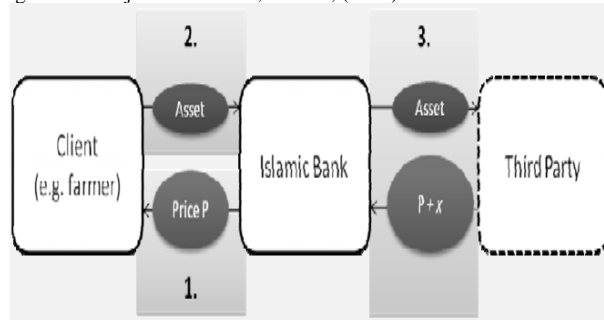 2.
3.
Asset
Asset
Client
(e.g. farmer)
Islamic Bank
Third Party
Price P
P + x
1.